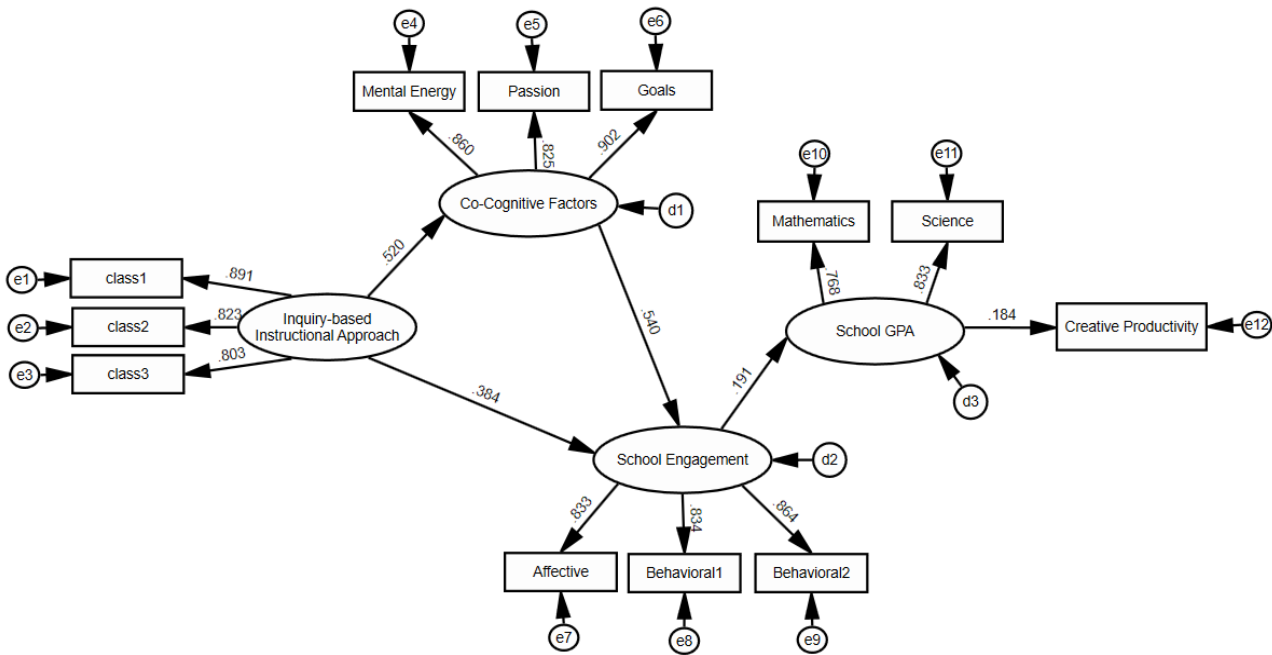 e4
e5
e6
Mental Energy
Passion
Goals
.860
.825
.902
e10
e11
Co-Cognitive Factors
d1
Mathematics
Science
.520
.768
.833
e1
class1
.891
e2
class2
.823
Inquiry-based
Instructional Approach
e3
class3
.803
.540
School GPA
.184
Creative Productivity
e12
.384
.191
d3
School Engagement
d2
.833
.834
.864
Affective
Behavioral1
Behavioral2
e7
e8
e9